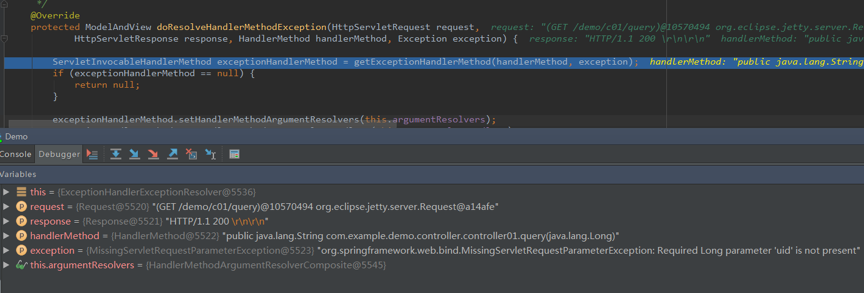 */
@Override
protected ModelAndView doResolveHandlerMethodException(HttpServletRequest request, request: "(GET /demo/c01/query)@10570494 org.eclipse.jetty.server.Re
HttpServletResponse response, HandlerMethod handlerMethod, Exception exception) { response: "HTTP/1.1 200 \r\n\r\n" handlerMethod: "public jav
ServletInvocableHandlerMethod exceptionHandlerMethod = getExceptionHandlerMethod(handlerMethod, exception); handlerMethod: "public java.lang.String
if (exceptionHandlerMethod == null) {
return null;
}
exceptionHandlerMethod.setHandlerMethodArgumentResolvers(this.argumentResolvers);
Demo
Console Debugger
Variables
this = {ExceptionHandlerExceptionResolver@5536}
request = {Request@5520} "(GET /demo/c01/query)@10570494 org.eclipse.jetty.server.Request@a14afe"
response = {Response@5521} "HTTP/1.1 200 \r\n\r\n"
handlerMethod = {HandlerMethod@5522} "public java.lang.String com.example.demo.controller.controller01.query(java.lang.Long)"
exception = {MissingServletRequestParameterException@5523} "org.springframework.web.bind.MissingServletRequestParameterException: Required Long parameter 'uid' is not present"
this.argumentResolvers = {HandlerMethodArgumentResolverComposite@5545}